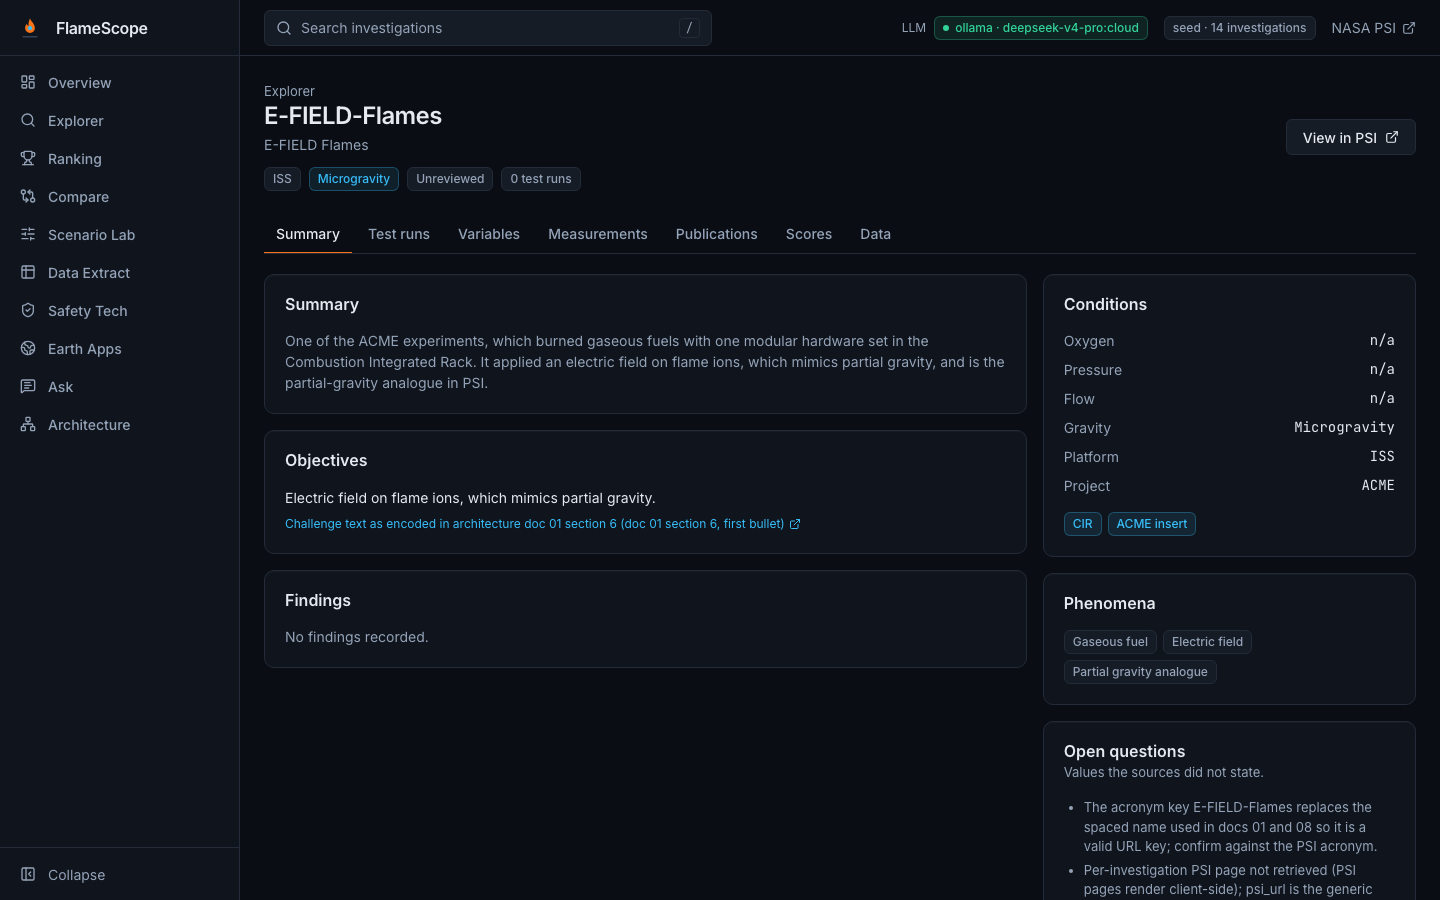 FlameScope
Search investigations
/
LLM
ollama · deepseek-v4-pro:cloud
seed · 14 investigations
NASA PSI
Overview
Explorer
Ranking
Compare
Scenario Lab
Data Extract
Safety Tech
Earth Apps
Ask
Architecture
Collapse
Explorer
E-FIELD-Flames
E-FIELD Flames
ISS
Microgravity
Unreviewed
0 test runs
View in PSI
Summary
Test runs
Variables
Measurements
Publications
Scores
Data
Summary
One of the ACME experiments, which burned gaseous fuels with one modular hardware set in the
Combustion Integrated Rack. It applied an electric field on flame ions, which mimics partial gravity, and is the
partial-gravity analogue in PSI.
Objectives
Electric field on flame ions, which mimics partial gravity.
Challenge text as encoded in architecture doc 01 section 6 (doc 01 section 6, first bullet)
Findings
No findings recorded.
Conditions
Oxygen n/a
Pressure n/a
Flow n/a
Gravity Microgravity
Platform ISS
Project ACME
CIR
ACME insert
Phenomena
Gaseous fuel
Electric field
Partial gravity analogue
Open questions
Values the sources did not state.
• The acronym key E-FIELD-Flames replaces the
spaced name used in docs 01 and 08 so it is a
valid URL key; confirm against the PSI acronym.
• Per-investigation PSI page not retrieved (PSI
pages render client-side); psi_url is the generic